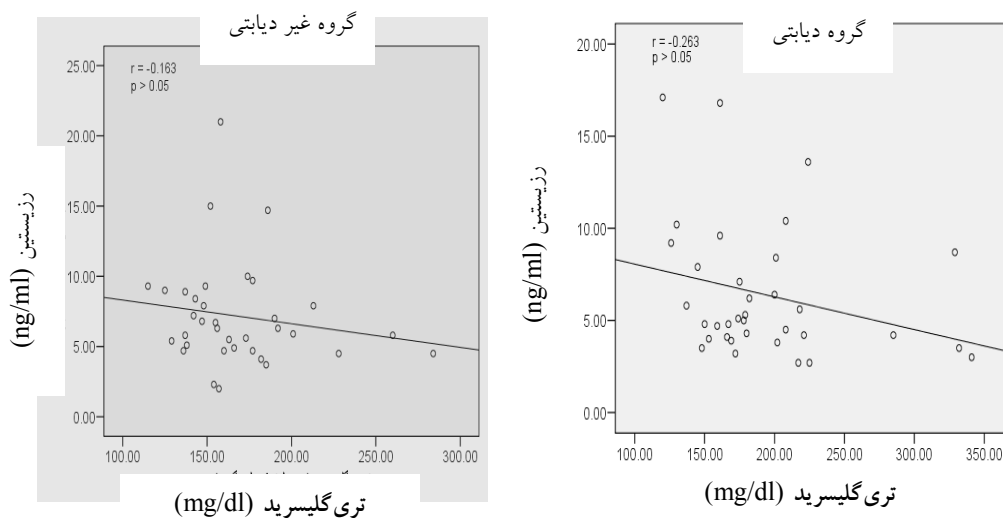 گروه غیر دیابتی
r = -0.163
p > 0.05
25.00
20.00
15.00
10.00
5.00
0.00
100.00 150.00 200.00 250.00 300.00
رزیستین (ng/ml)
تری‌گلیسرید (mg/dl)
گروه دیابتی
r = -0.263
p > 0.05
20.00
15.00
10.00
5.00
0.00
100.00 150.00 200.00 250.00 300.00 350.00
رزیستین (ng/ml)
تری‌گلیسرید (mg/dl)